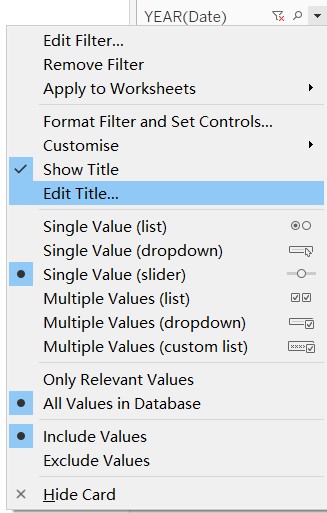 YEAR(Date)
Edit Filter...
Remove Filter
Apply to Worksheets
Format Filter and Set Controls...
Customise
Show Title
Edit Title...
Single Value (list)
Single Value (dropdown)
Single Value (slider)
Multiple Values (list)
Multiple Values (dropdown)
Multiple Values (custom list)
Only Relevant Values
All Values in Database
Include Values
Exclude Values
Hide Card